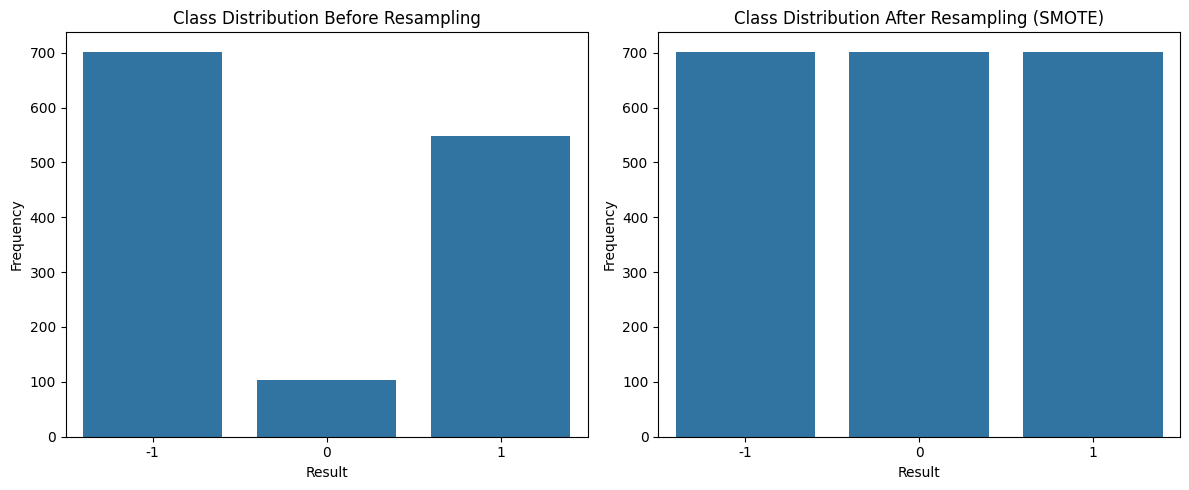 Class Distribution Before Resampling
700
600
500
400
300
200
100
0
Frequency
-1 0 1
Result
Class Distribution After Resampling (SMOTE)
700
600
500
400
300
200
100
0
Frequency
-1 0 1
Result